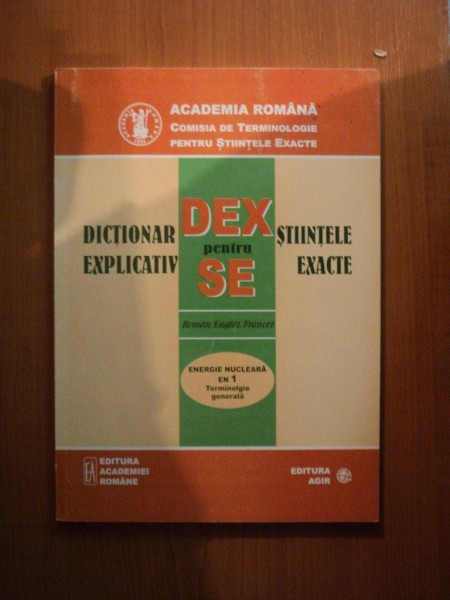 ACADEMIA ROMÂNĂ
COMISIA DE TERMINOLOGIE
PENTRU ȘTIINȚELE EXACTE
DICȚIONAR DEX ȘTIINȚELE
EXPLICATIV pentru EXACTE
SE
Român/Englez/Francez
ENERGIE NUCLEARĂ
EN 1
Terminolgie
generală
EDITURA
ACADEMIEI
ROMÂNE
EDITURA
AGIR